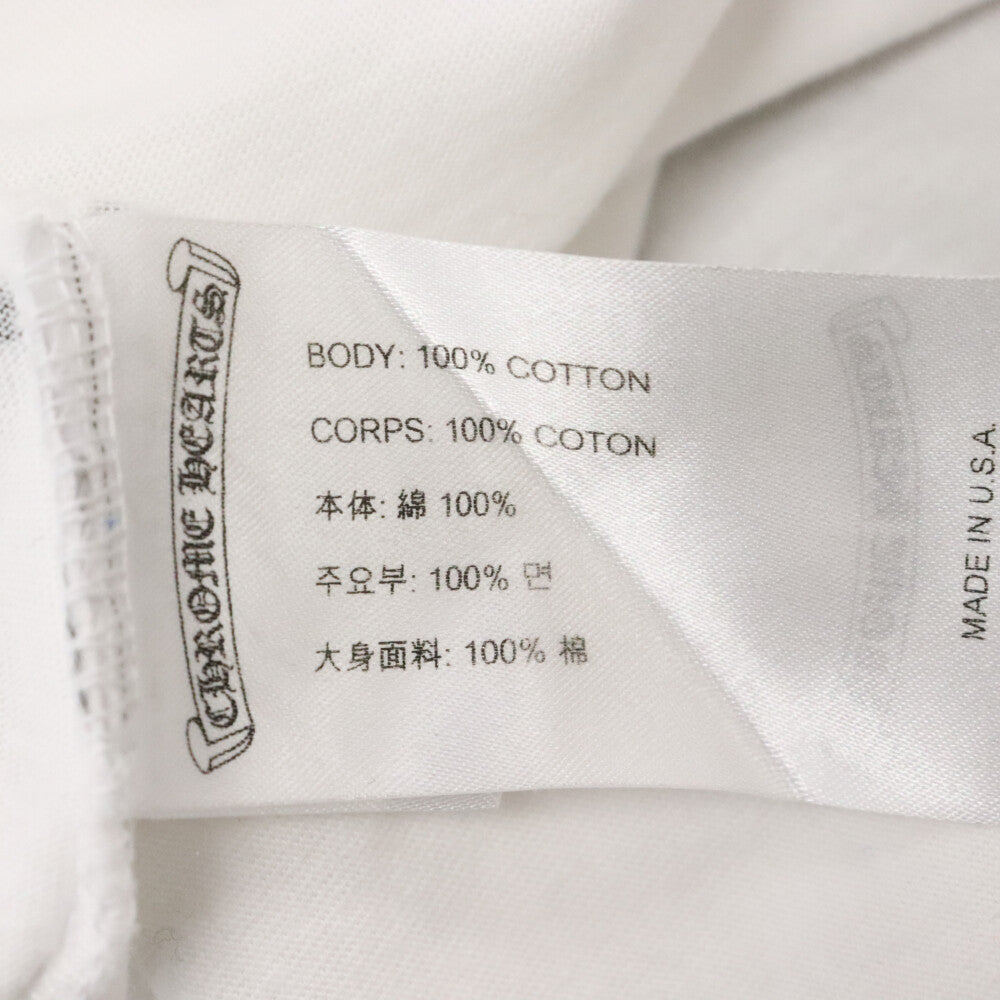 CHROME HEARTS
BODY: 100% COTTON
CORPS: 100% COTON
本体: 綿 100%
주요부: 100% 면
大身面料: 100% 棉
MADE IN U.S.A.